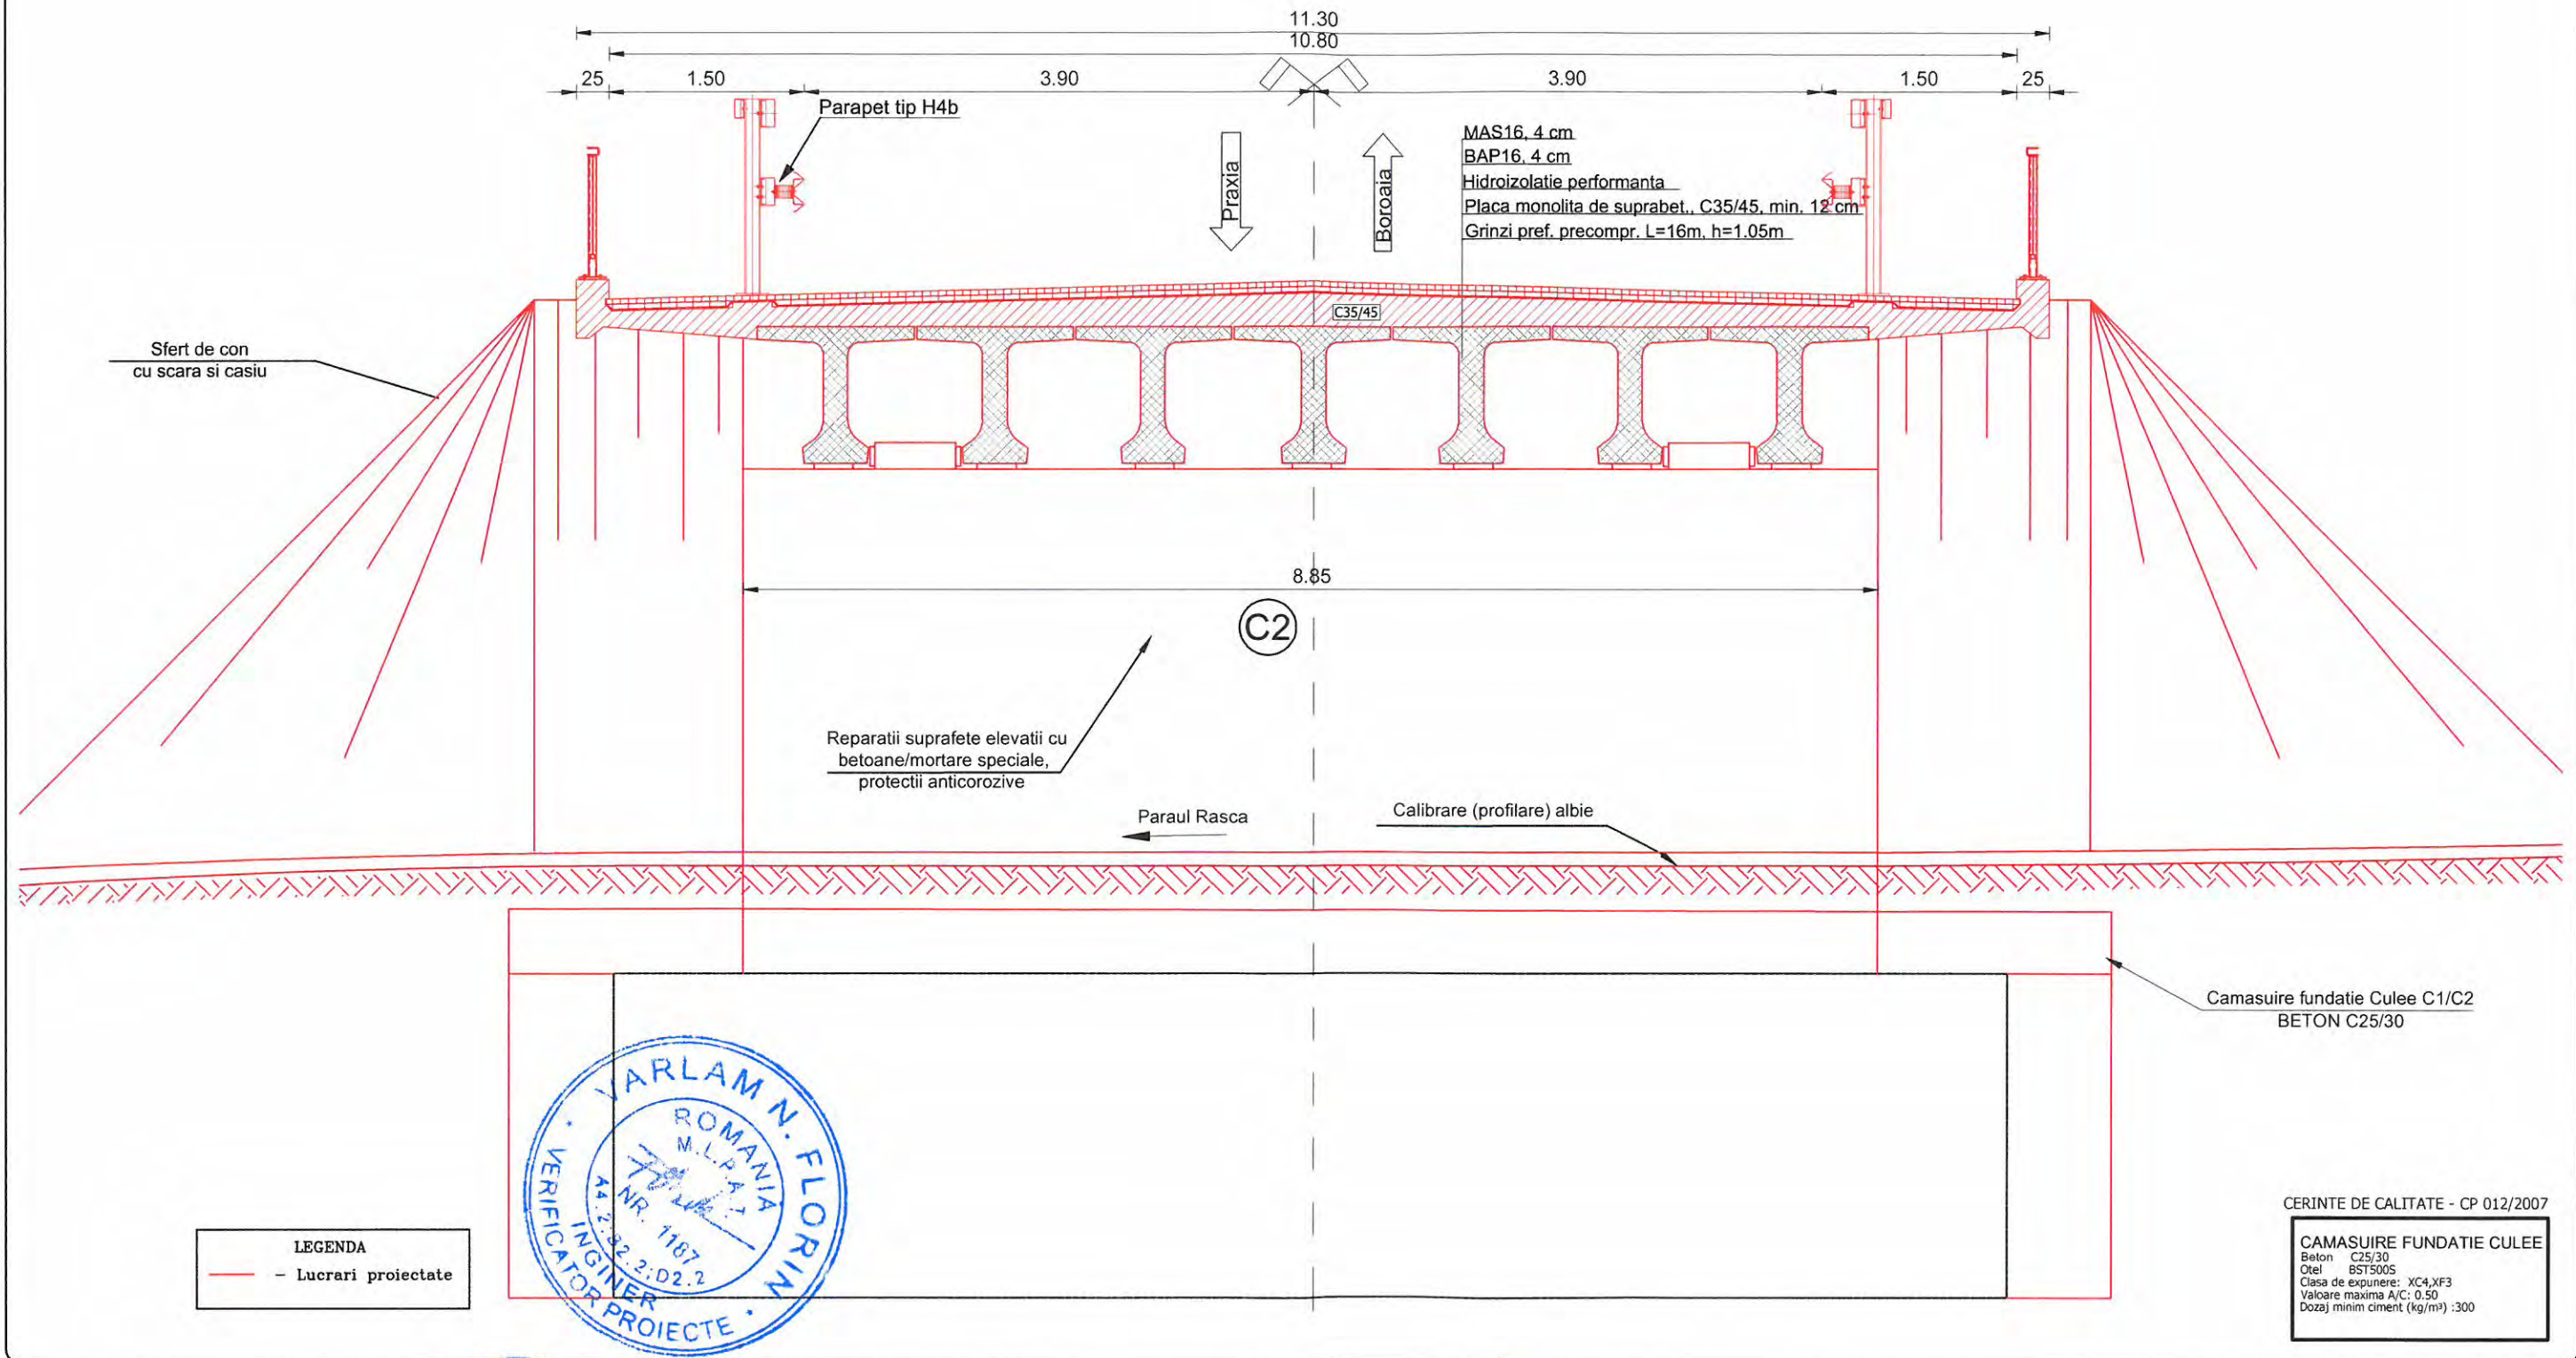 11.30
10.80
25 1.50 3.90 3.90 1.50 25
Parapet tip H4b
Praxia
Boroaia
MAS16, 4 cm
BAP16, 4 cm
Hidroizolatie performanta
Placa monolita de suprabet., C35/45, min. 12 cm
Grinzi pref. precompr. L=16m, h=1.05m
C35/45
Sfert de con
cu scara si casiu
8.85
C2
Reparatii suprafete elevatii cu
betoane/mortare speciale,
protectii anticorozive
Paraul Rasca
Calibrare (profilare) albie
Camasuire fundatie Culee C1/C2
BETON C25/30
VARLAM N. FLORIN
VERIFICATOR PROIECTE
ROMANIA
M.L.P.A.T.
NR. 1187
INGINER
LEGENDA
- Lucrari proiectate
CERINTE DE CALITATE - CP 012/2007
CAMASUIRE FUNDATIE CULEE
Beton C25/30
Otel BST500S
Clasa de expunere: XC4,XF3
Valoare maxima A/C: 0.50
Dozaj minim ciment (kg/m³) :300